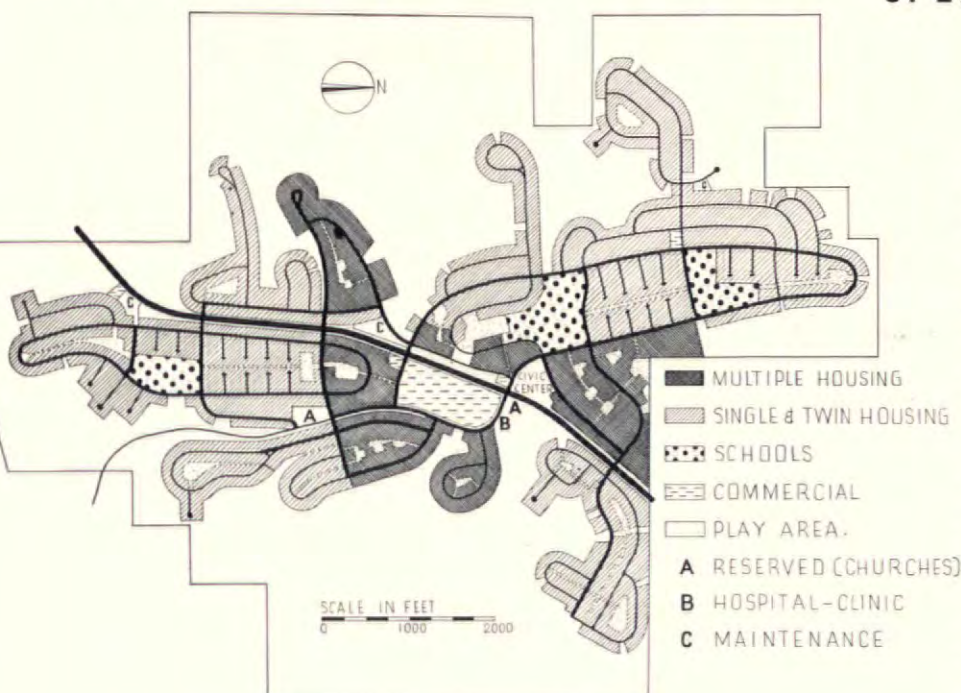 N
C
C
CIVIC
CENTER
A
B
A
C
SCALE IN FEET
0 1000 2000
MULTIPLE HOUSING
SINGLE & TWIN HOUSING
SCHOOLS
COMMERCIAL
PLAY AREA.
A RESERVED (CHURCHES)
B HOSPITAL-CLINIC
C MAINTENANCE